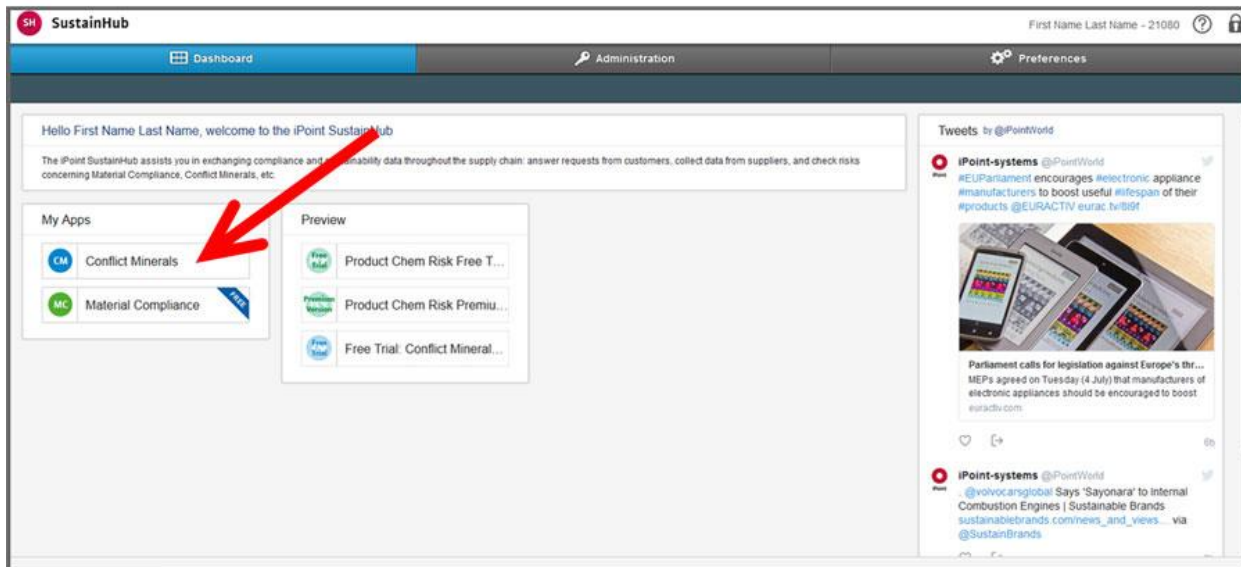 SH SustainHub
First Name Last Name - 21080
Dashboard
Administration
Preferences
Hello First Name Last Name, welcome to the iPoint SustainHub
The iPoint SustainHub assists you in exchanging compliance and sustainability data throughout the supply chain: answer requests from customers, collect data from suppliers, and check risks
concerning Material Compliance, Conflict Minerals, etc.
My Apps
CM Conflict Minerals
MC Material Compliance FREE
Preview
Free Trial Product Chem Risk Free T...
Premium Version Product Chem Risk Premiu...
Free Trial Free Trial: Conflict Mineral...
Tweets by @iPointWorld
iPoint-systems @iPointWorld
#EUParliament encourages #electronic appliance
#manufacturers to boost useful #lifespan of their
#products @EURACTIV eurac.tv/8I9f
Parliament calls for legislation against Europe's thr...
MEPs agreed on Tuesday (4 July) that manufacturers of
electronic appliances should be encouraged to boost
euractiv.com
6h
iPoint-systems @iPointWorld
. @volvocarsglobal Says 'Sayonara' to Internal
Combustion Engines | Sustainable Brands
sustainablebrands.com/news_and_views... via
@SustainBrands